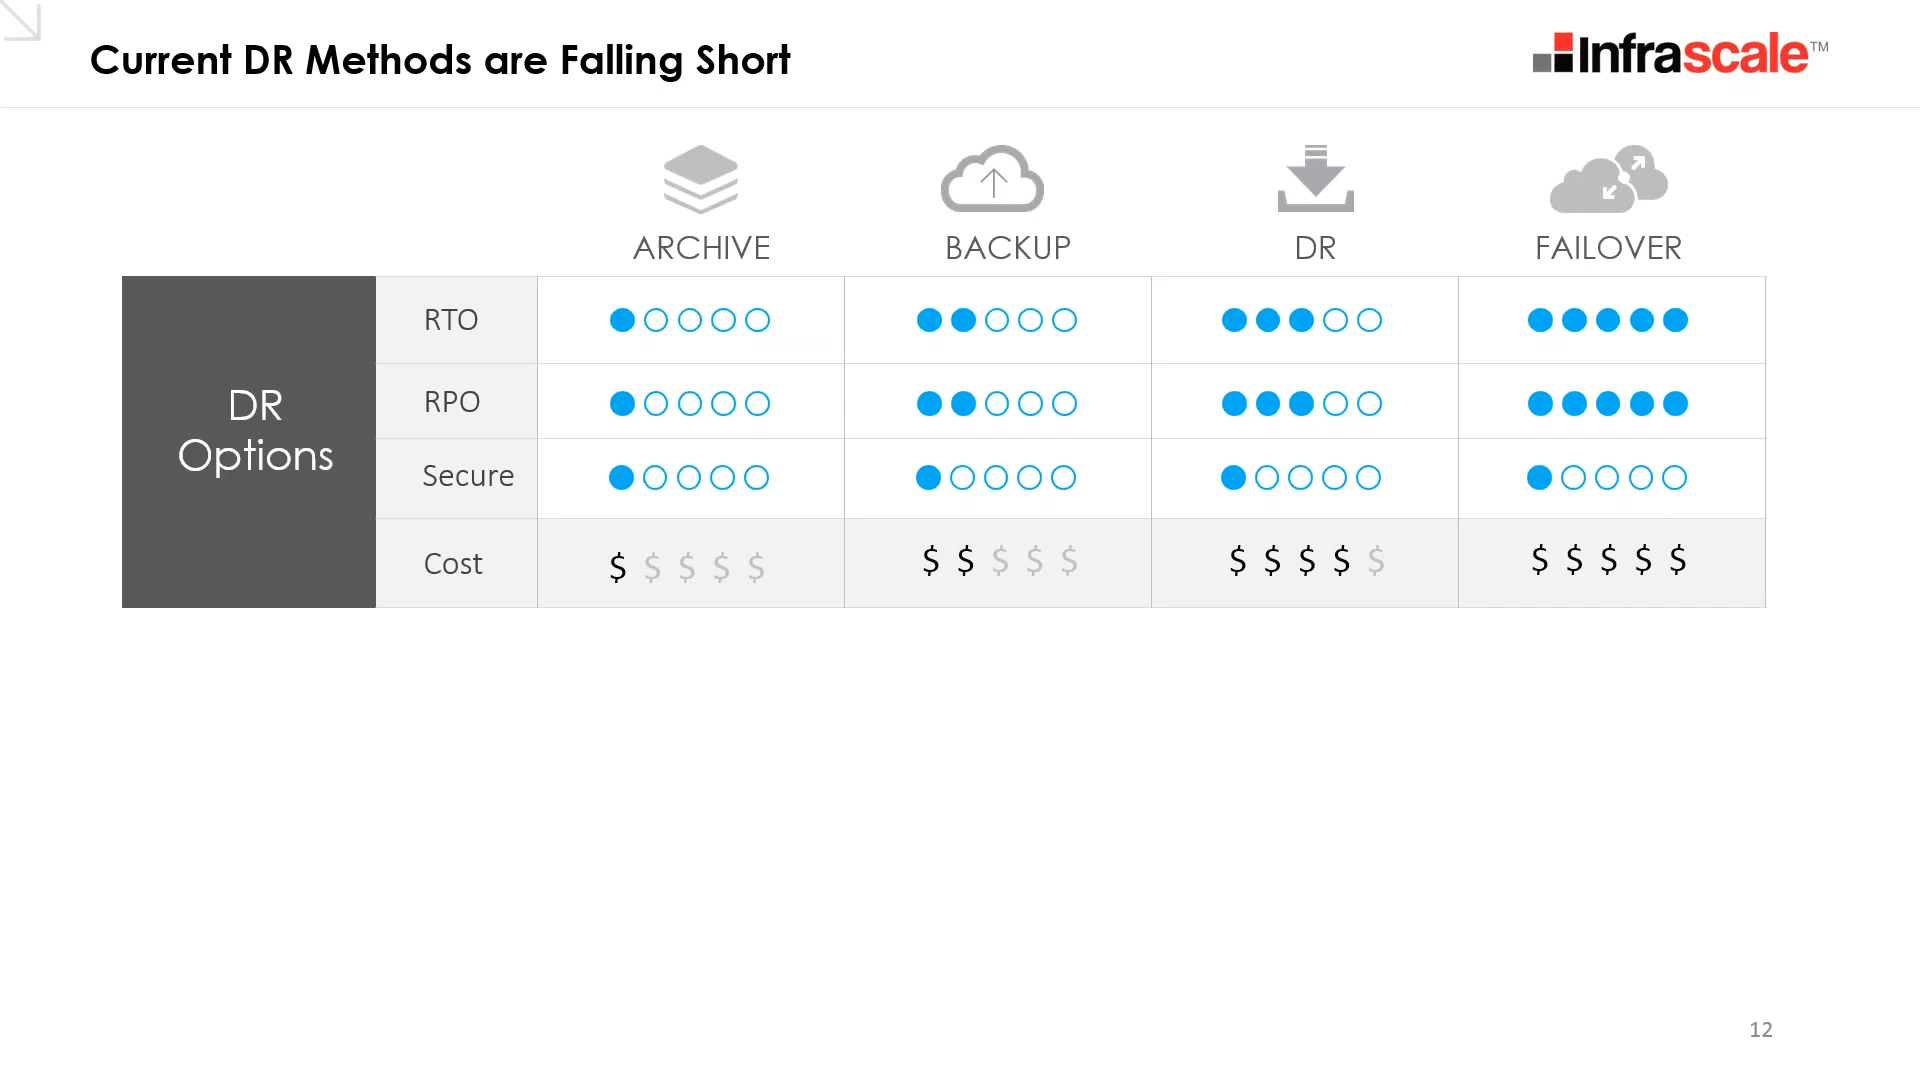 Current DR Methods are Falling Short
Infrascale™
ARCHIVE BACKUP DR FAILOVER
DR
Options
RTO
RPO
Secure
Cost $ $ $ $ $ $ $ $ $ $ $ $ $ $ $ $ $ $ $ $
12